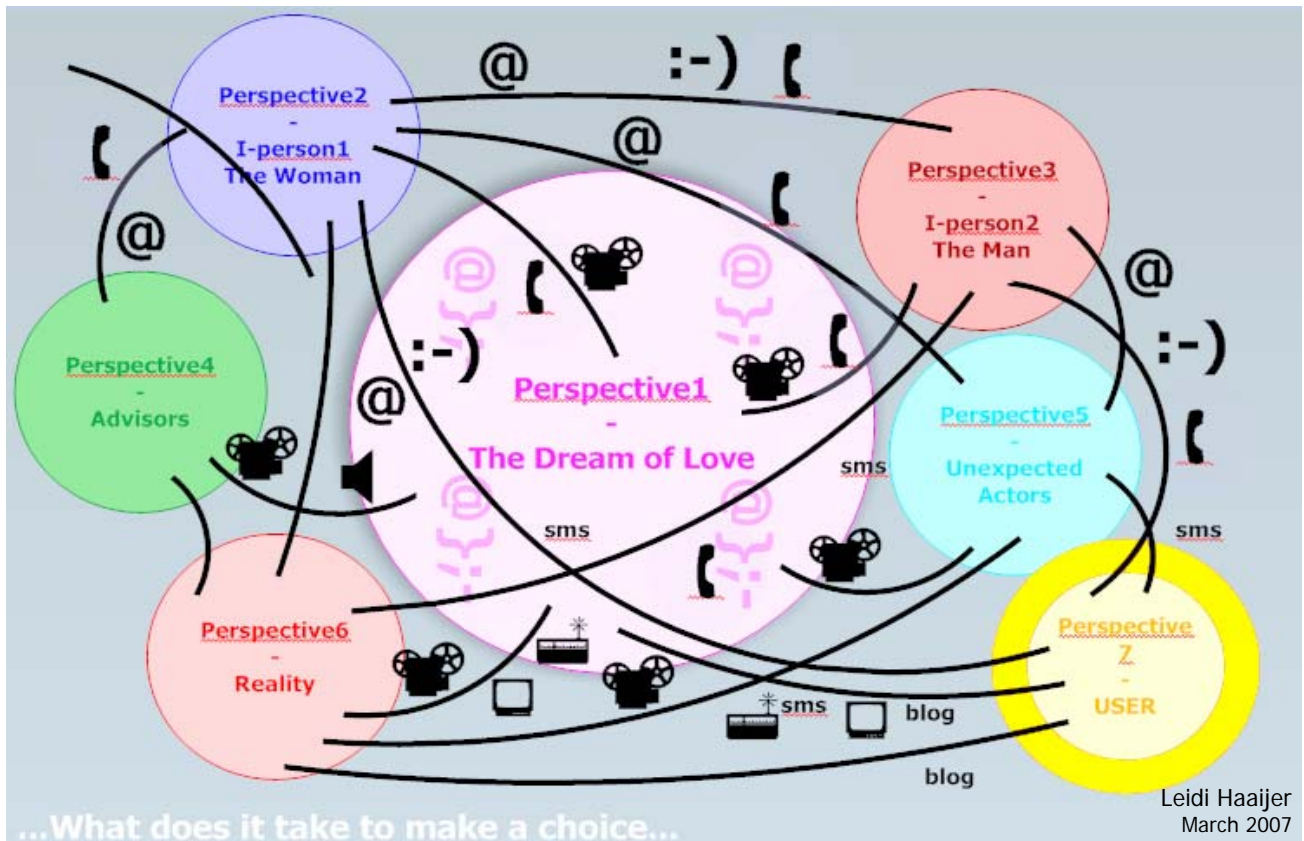 @ :-)
Perspective2
-
I-person1
The Woman
@
@
Perspective3
-
I-person2
The Man
@
@
:-)
@
@
@};-
@};-
Perspective1
-
The Dream of Love
@};-
@};-
Perspective4
-
Advisors
:-)
Perspective5
-
Unexpected
Actors
sms
sms
sms
Perspective6
-
Reality
Perspective
7
-
USER
sms
blog
blog
Leidi Haaijer
March 2007
...What does it take to make a choice...